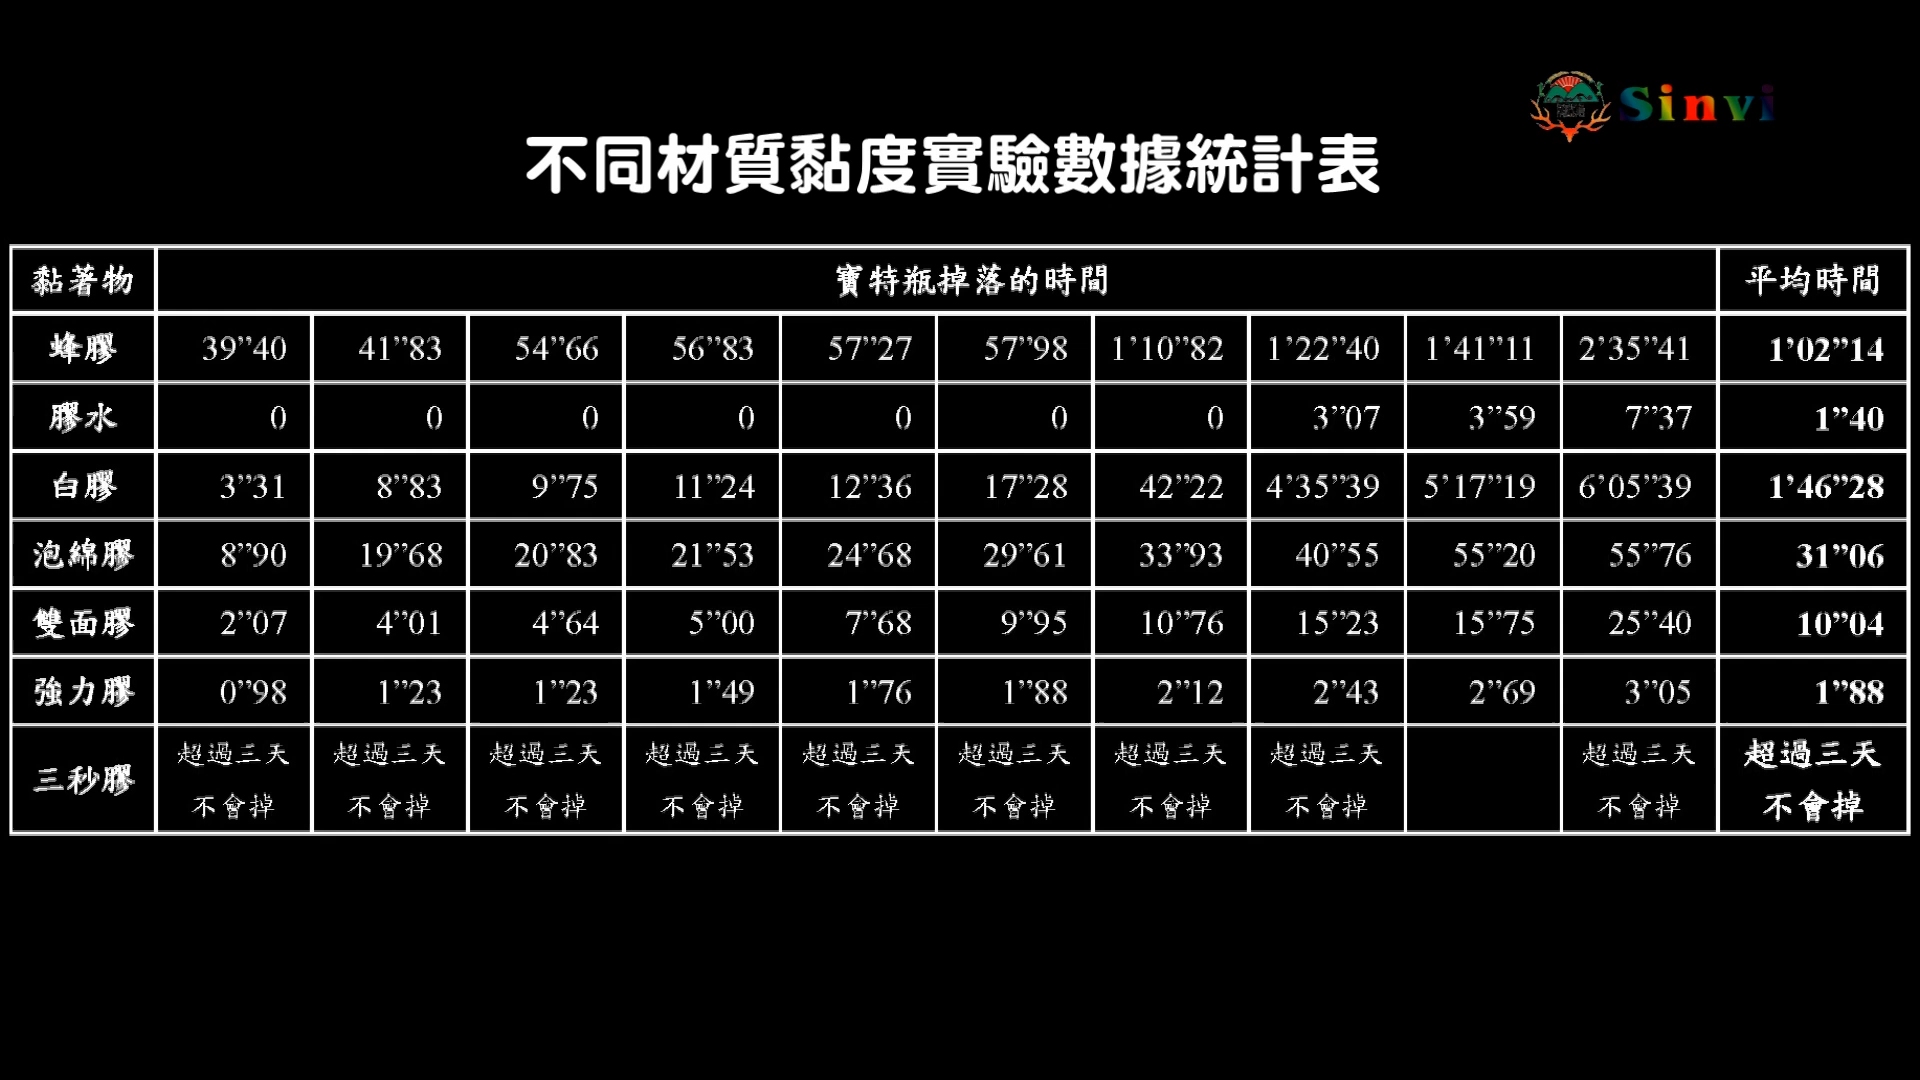 Sinvi
不同材質黏度實驗數據統計表
黏著物 寶特瓶掉落的時間 平均時間
蜂膠 39”40 41”83 54”66 56”83 57”27 57”98 1’10”82 1’22”40 1’41”11 2’35”41 1’02”14
膠水 0 0 0 0 0 0 0 3”07 3”59 7”37 1”40
白膠 3”31 8”83 9”75 11”24 12”36 17”28 42”22 4’35”39 5’17”19 6’05”39 1’46”28
泡綿膠 8”90 19”68 20”83 21”53 24”68 29”61 33”93 40”55 55”20 55”76 31”06
雙面膠 2”07 4”01 4”64 5”00 7”68 9”95 10”76 15”23 15”75 25”40 10”04
強力膠 0”98 1”23 1”23 1”49 1”76 1”88 2”12 2”43 2”69 3”05 1”88
三秒膠
超過三天 超過三天 超過三天 超過三天 超過三天 超過三天 超過三天 超過三天 超過三天 超過三天
不會掉 不會掉 不會掉 不會掉 不會掉 不會掉 不會掉 不會掉 不會掉 不會掉